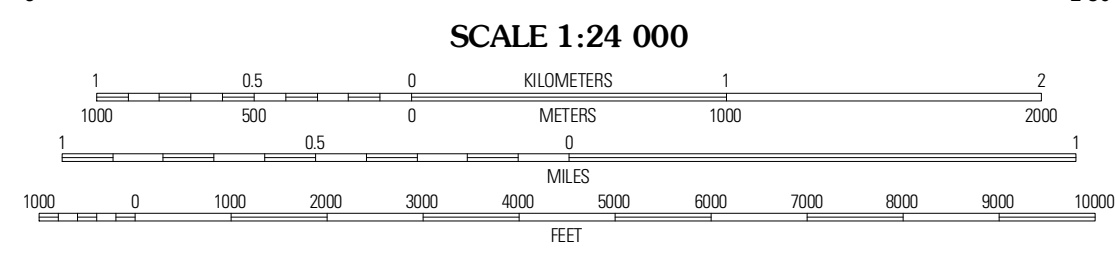 SCALE 1:24 000
1 0.5 0 KILOMETERS 1 2
1000 500 0 METERS 1000 2000
1 0.5 0 1
MILES
1000 0 1000 2000 3000 4000 5000 6000 7000 8000 9000 10000
FEET